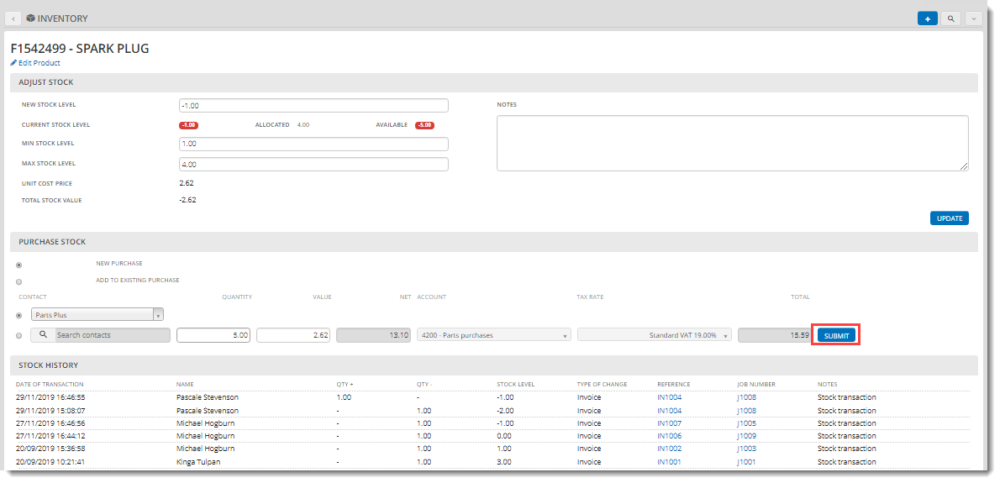 INVENTORY
F1542499 - SPARK PLUG
Edit Product
ADJUST STOCK
NEW STOCK LEVEL -1.00 NOTES
CURRENT STOCK LEVEL -1.00 ALLOCATED 4.00 AVAILABLE -5.00
MIN STOCK LEVEL 1.00
MAX STOCK LEVEL 4.00
UNIT COST PRICE 2.62
TOTAL STOCK VALUE -2.62
UPDATE
PURCHASE STOCK
NEW PURCHASE
ADD TO EXISTING PURCHASE
CONTACT QUANTITY VALUE NET ACCOUNT TAX RATE TOTAL
Parts Plus
Search contacts 5.00 2.62 13.10 4200 - Parts purchases Standard VAT 19.00% 15.59 SUBMIT
STOCK HISTORY
DATE OF TRANSACTION NAME QTY + QTY - STOCK LEVEL TYPE OF CHANGE REFERENCE JOB NUMBER NOTES
29/11/2019 16:46:55 Pascale Stevenson 1.00 - -1.00 Invoice IN1004 J1008 Stock transaction
29/11/2019 15:08:07 Pascale Stevenson - 1.00 -2.00 Invoice IN1004 J1008 Stock transaction
27/11/2019 16:46:56 Michael Hogburn - 1.00 -1.00 Invoice IN1007 J1005 Stock transaction
27/11/2019 16:44:12 Michael Hogburn - 1.00 0.00 Invoice IN1006 J1009 Stock transaction
20/09/2019 15:36:58 Michael Hogburn - 1.00 1.00 Invoice IN1002 J1003 Stock transaction
20/09/2019 10:21:41 Kinga Tulpan - 1.00 3.00 Invoice IN1001 J1001 Stock transaction